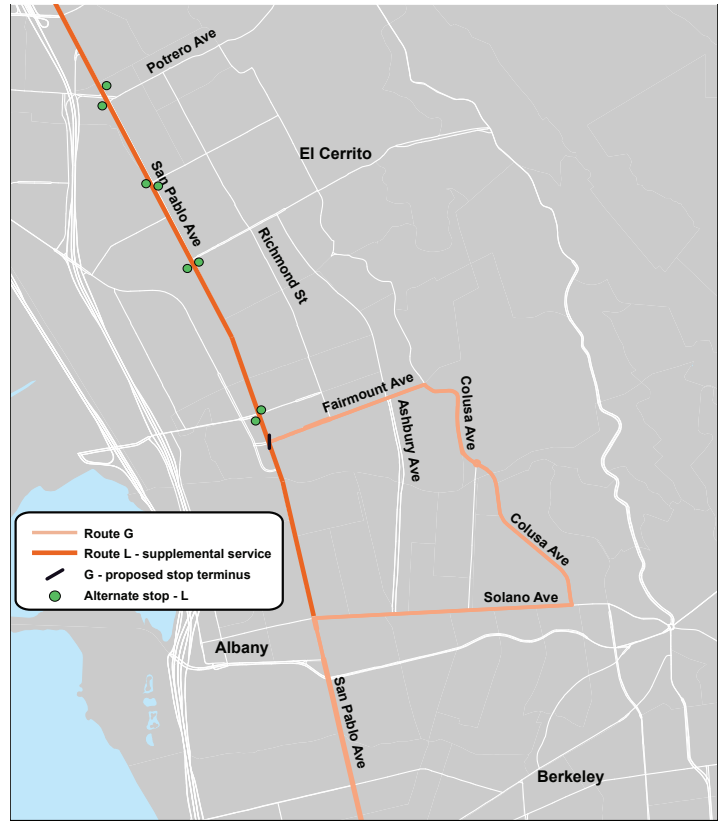 Potrero Ave
El Cerrito
San Pablo Ave
Richmond St
Fairmount Ave
Colusa Ave
Ashbury Ave
Colusa Ave
Route G
Route L - supplemental service
G - proposed stop terminus
Alternate stop - L
Solano Ave
Albany
San Pablo Ave
Berkeley